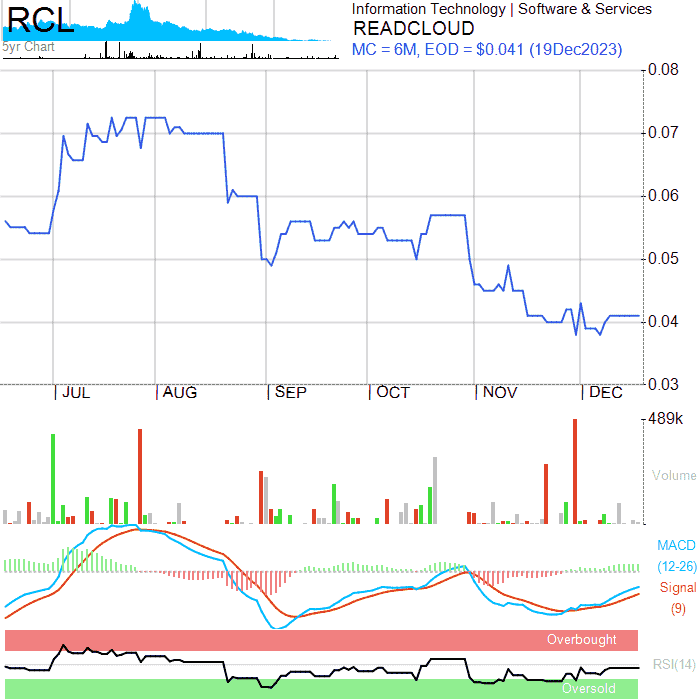 RCL
5yr Chart
Information Technology | Software & Services
READCLOUD
MC = 6M, EOD = $0.041 (19Dec2023)
0.08
0.07
0.06
0.05
0.04
0.03
JUL AUG SEP OCT NOV DEC
489k
Volume
MACD
(12-26)
Signal
(9)
Overbought
RSI(14)
Oversold